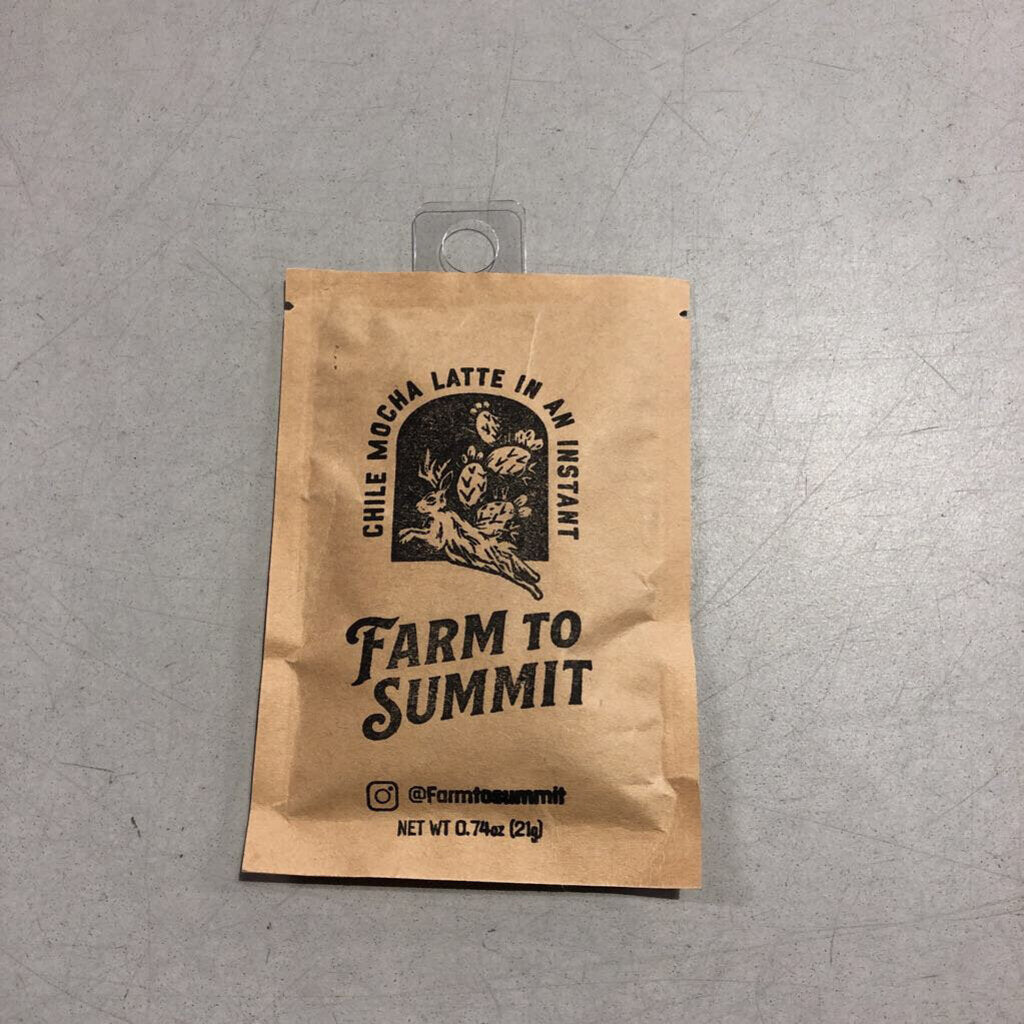 CHILE MOCHA LATTE IN AN INSTANT
FARM TO
SUMMIT
@Farmtosummit
NET WT 0.74oz (21g)